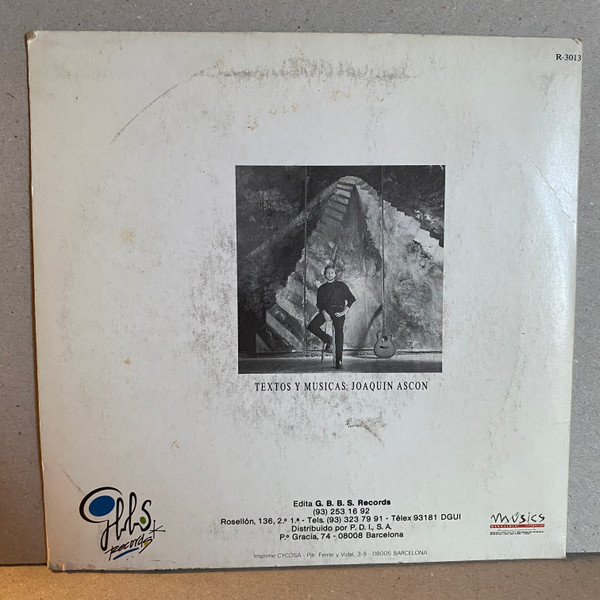 R-3013
TEXTOS Y MUSICAS: JOAQUIN ASCON
Edita G. B. B. S. Records
(93) 253 16 92
Rosellón, 136, 2.º 1.ª - Tels. (93) 323 79 91 - Télex 93181 DGUI
Distribuido por P. D. I., S. A.
P.º Gracia, 74 - 08008 Barcelona
Imprime CYCOSA - Pje. Ferrer y Vidal, 3-9 - 08005 BARCELONA
gbbs
records
músics